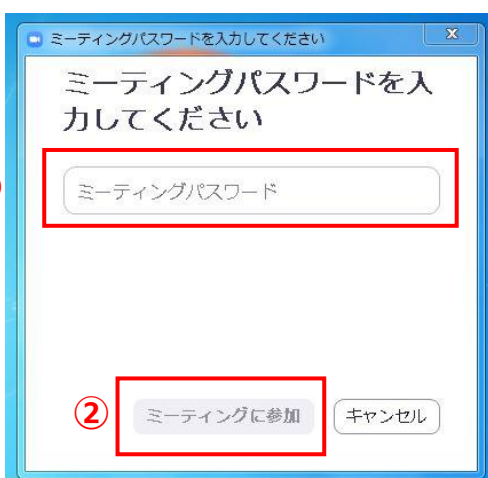 ミーティングパスワードを入力してください
ミーティングパスワードを入
力してください
ミーティングパスワード
② ミーティングに参加 キャンセル